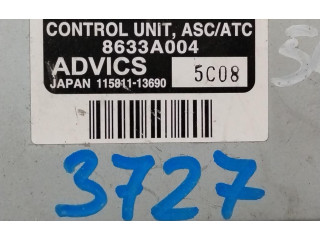 CONTROL UNIT, ASC/ATC
8633A004
ADVICS 5C08
JAPAN 115811-13690
3727